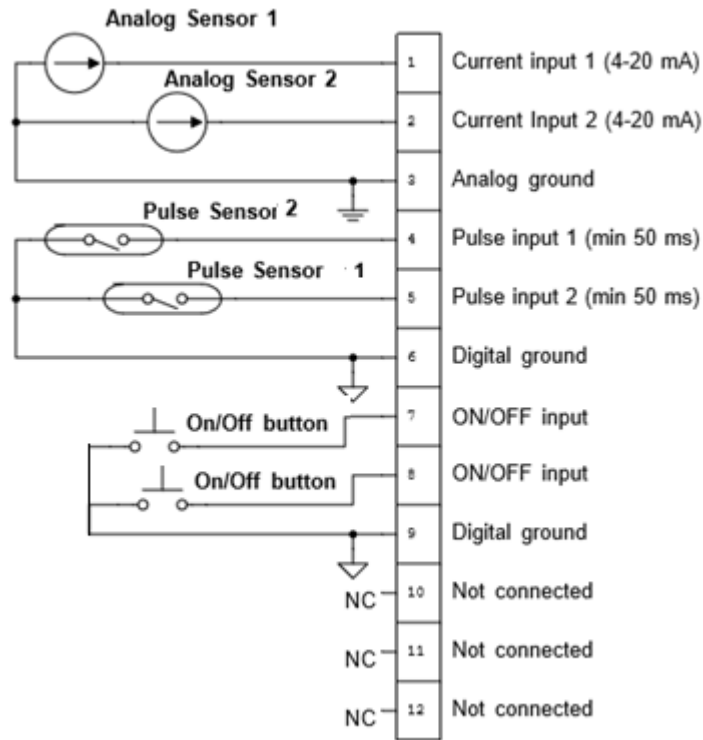 Analog Sensor 1
1 Current input 1 (4-20 mA)
Analog Sensor 2
2 Current Input 2 (4-20 mA)
3 Analog ground
Pulse Sensor 2
4 Pulse input 1 (min 50 ms)
Pulse Sensor 1
5 Pulse input 2 (min 50 ms)
6 Digital ground
On/Off button
7 ON/OFF input
On/Off button
8 ON/OFF input
9 Digital ground
NC 10 Not connected
NC 11 Not connected
NC 12 Not connected